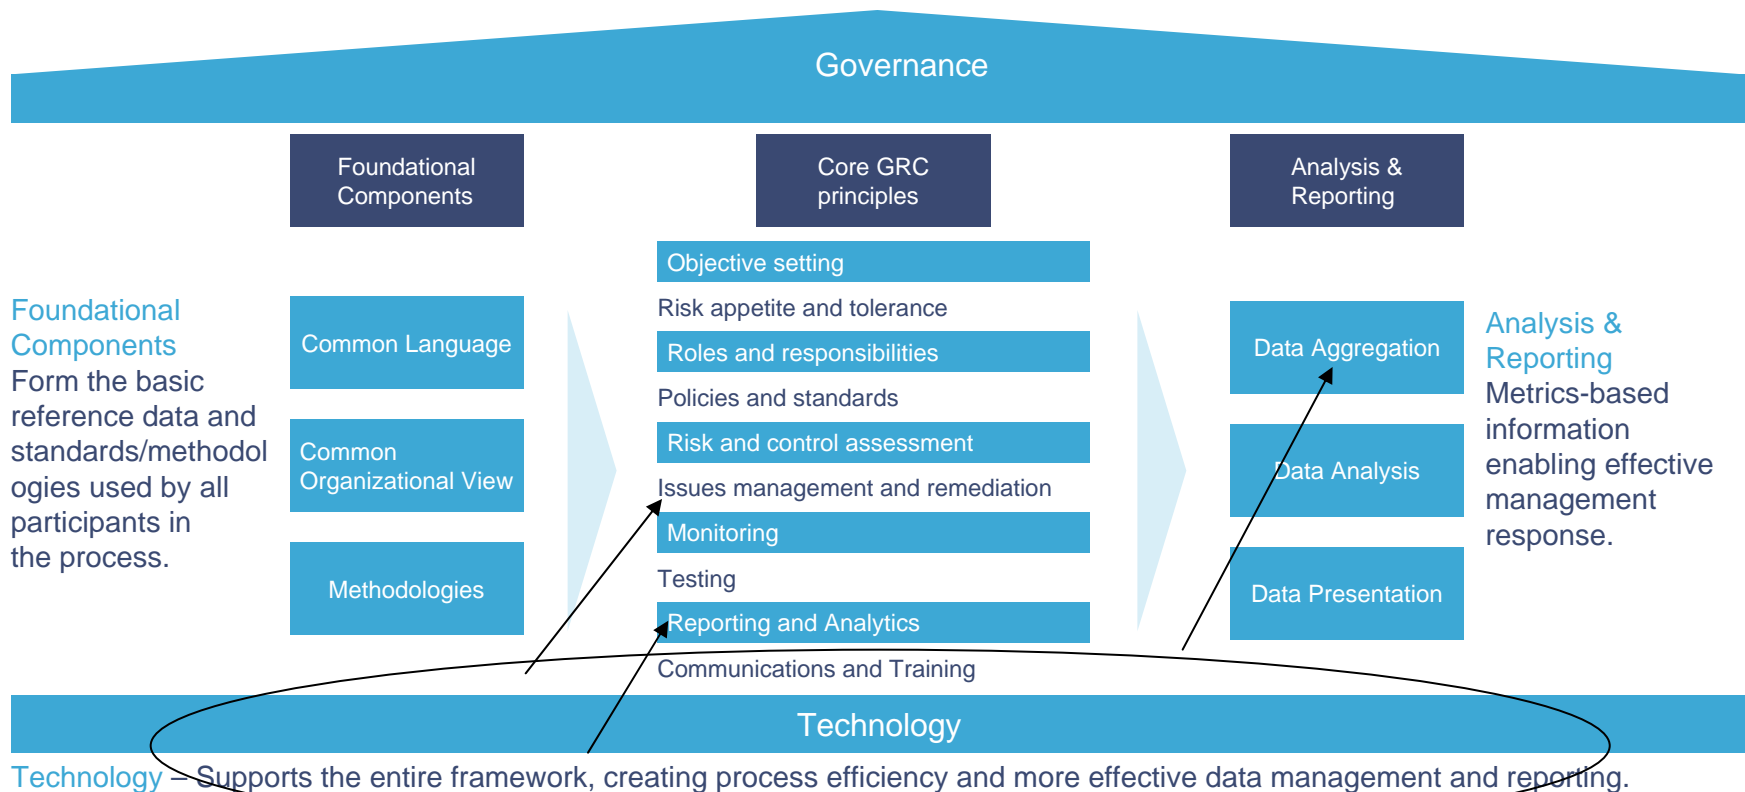 Governance
Foundational
Components
Core GRC
principles
Analysis &
Reporting
Foundational
Components
Form the basic
reference data and
standards/methodol
ogies used by all
participants in
the process.
Common Language
Common
Organizational View
Methodologies
Objective setting
Risk appetite and tolerance
Roles and responsibilities
Policies and standards
Risk and control assessment
Issues management and remediation
Monitoring
Testing
Reporting and Analytics
Communications and Training
Data Aggregation
Data Analysis
Data Presentation
Analysis &
Reporting
Metrics-based
information
enabling effective
management
response.
Technology
Technology – Supports the entire framework, creating process efficiency and more effective data management and reporting.